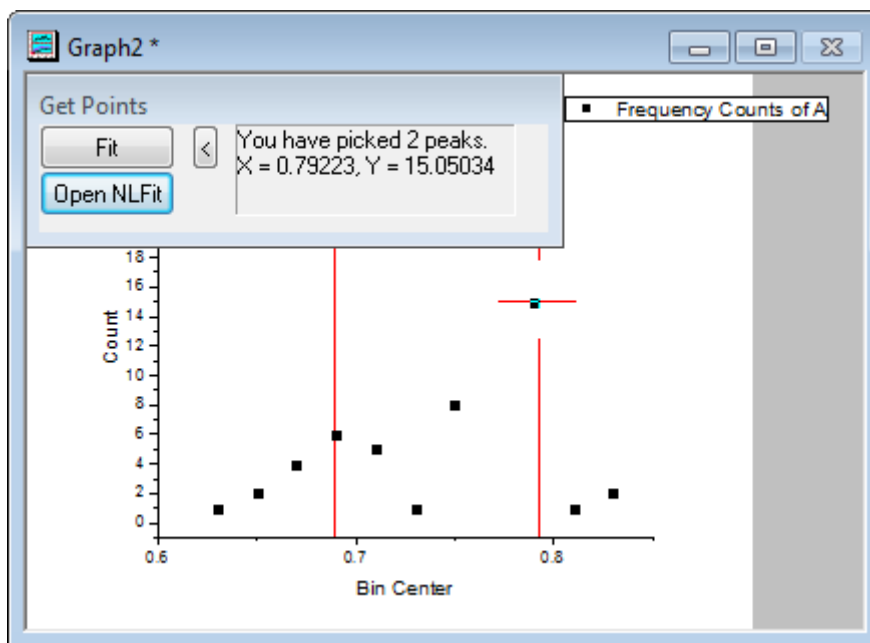 Graph2 *
Get Points
Fit
<
You have picked 2 peaks.
X = 0.79223, Y = 15.05034
Open NLFit
Frequency Counts of A
18
16
14
12
10
8
6
4
2
0
Count
0.6 0.7 0.8
Bin Center